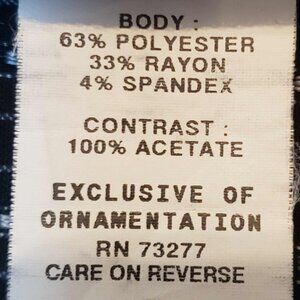 BODY :
63% POLYESTER
33% RAYON
4% SPANDEX
CONTRAST :
100% ACETATE
EXCLUSIVE OF
ORNAMENTATION
RN 73277
CARE ON REVERSE